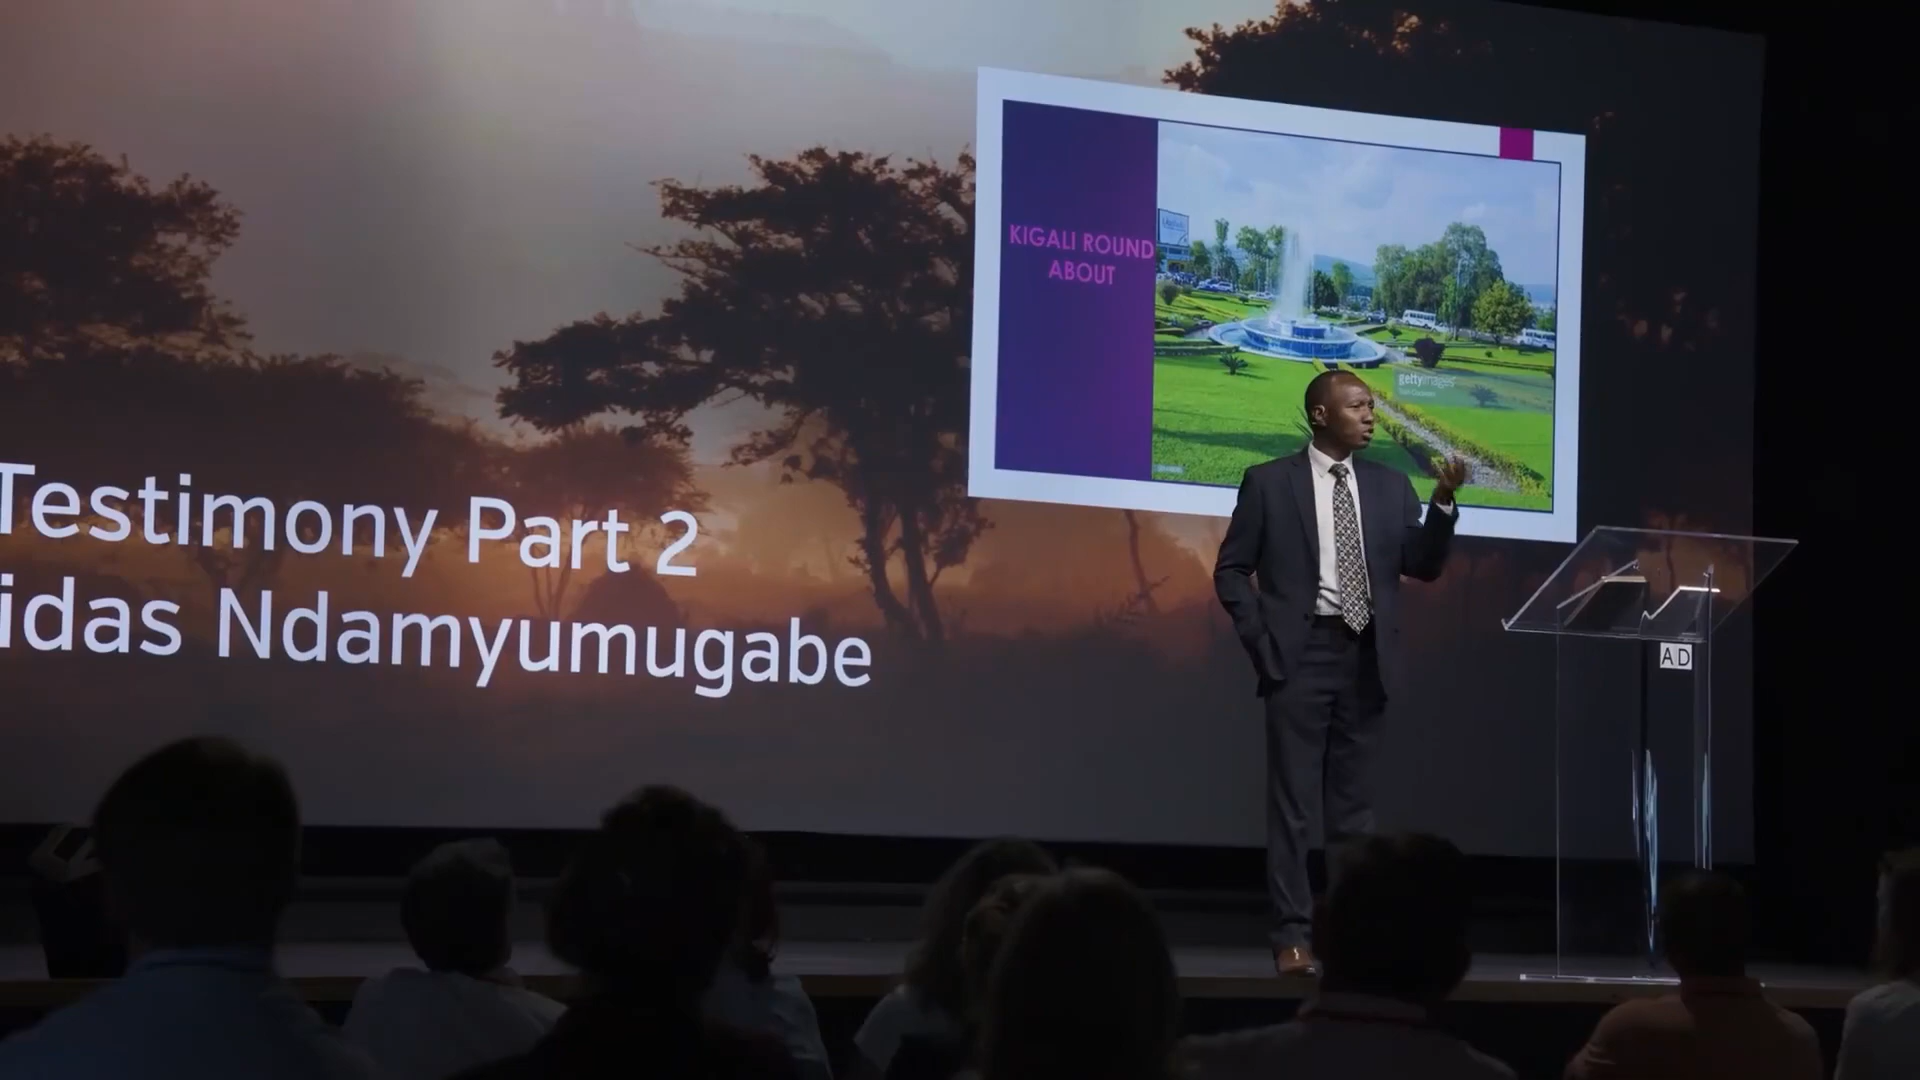 Testimony Part 2
idas Ndamyumugabe
KIGALI ROUND
ABOUT
gettyimages
AD